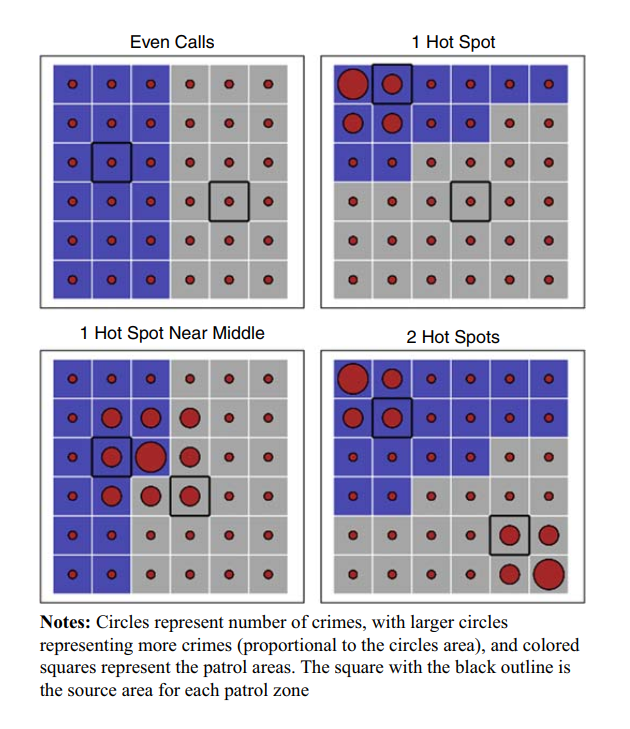 Even Calls
1 Hot Spot
1 Hot Spot Near Middle
2 Hot Spots
Notes: Circles represent number of crimes, with larger circles
representing more crimes (proportional to the circles area), and colored
squares represent the patrol areas. The square with the black outline is
the source area for each patrol zone